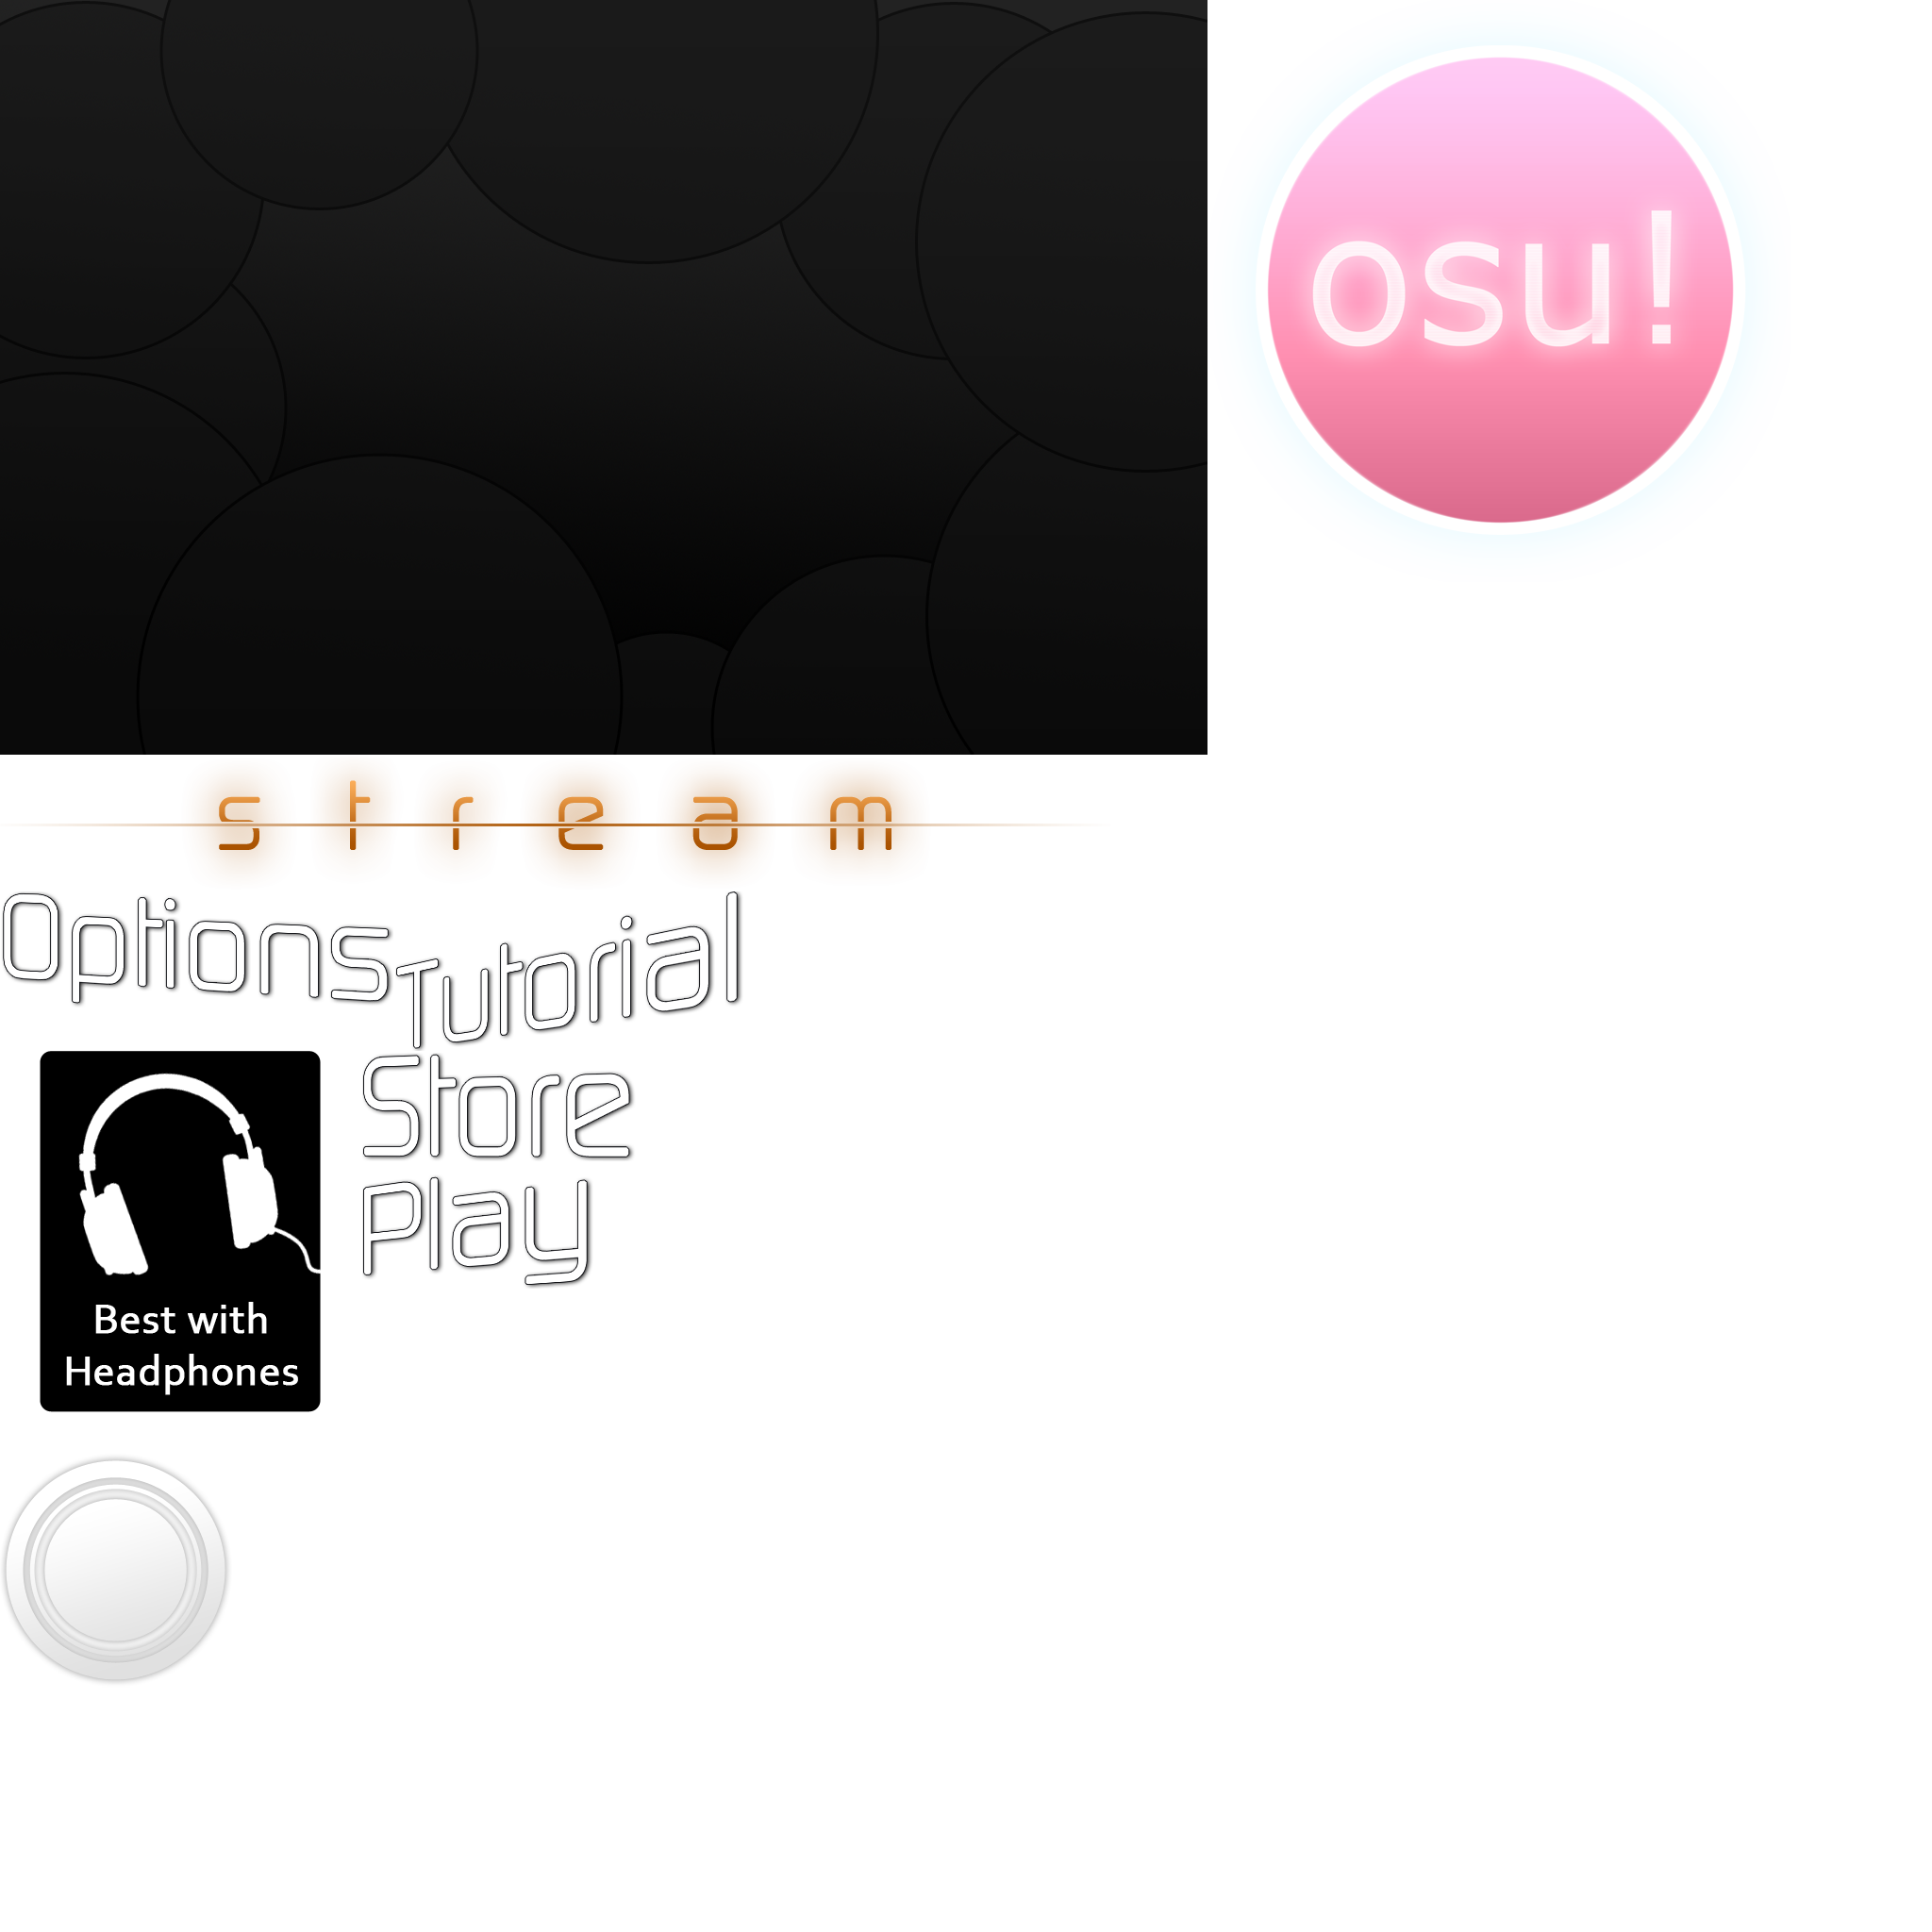 osu!
stream
Options
Tutorial
Store
Play
Best with
Headphones